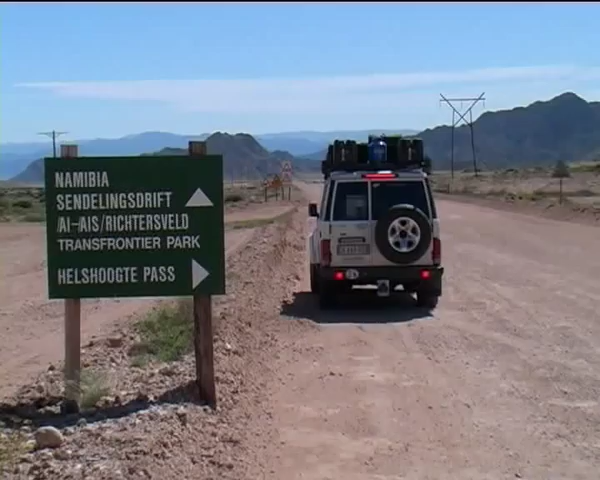 NAMIBIA
SENDELINGSDRIFT
/AI-/AIS/RICHTERSVELD
TRANSFRONTIER PARK
HELSHOOGTE PASS